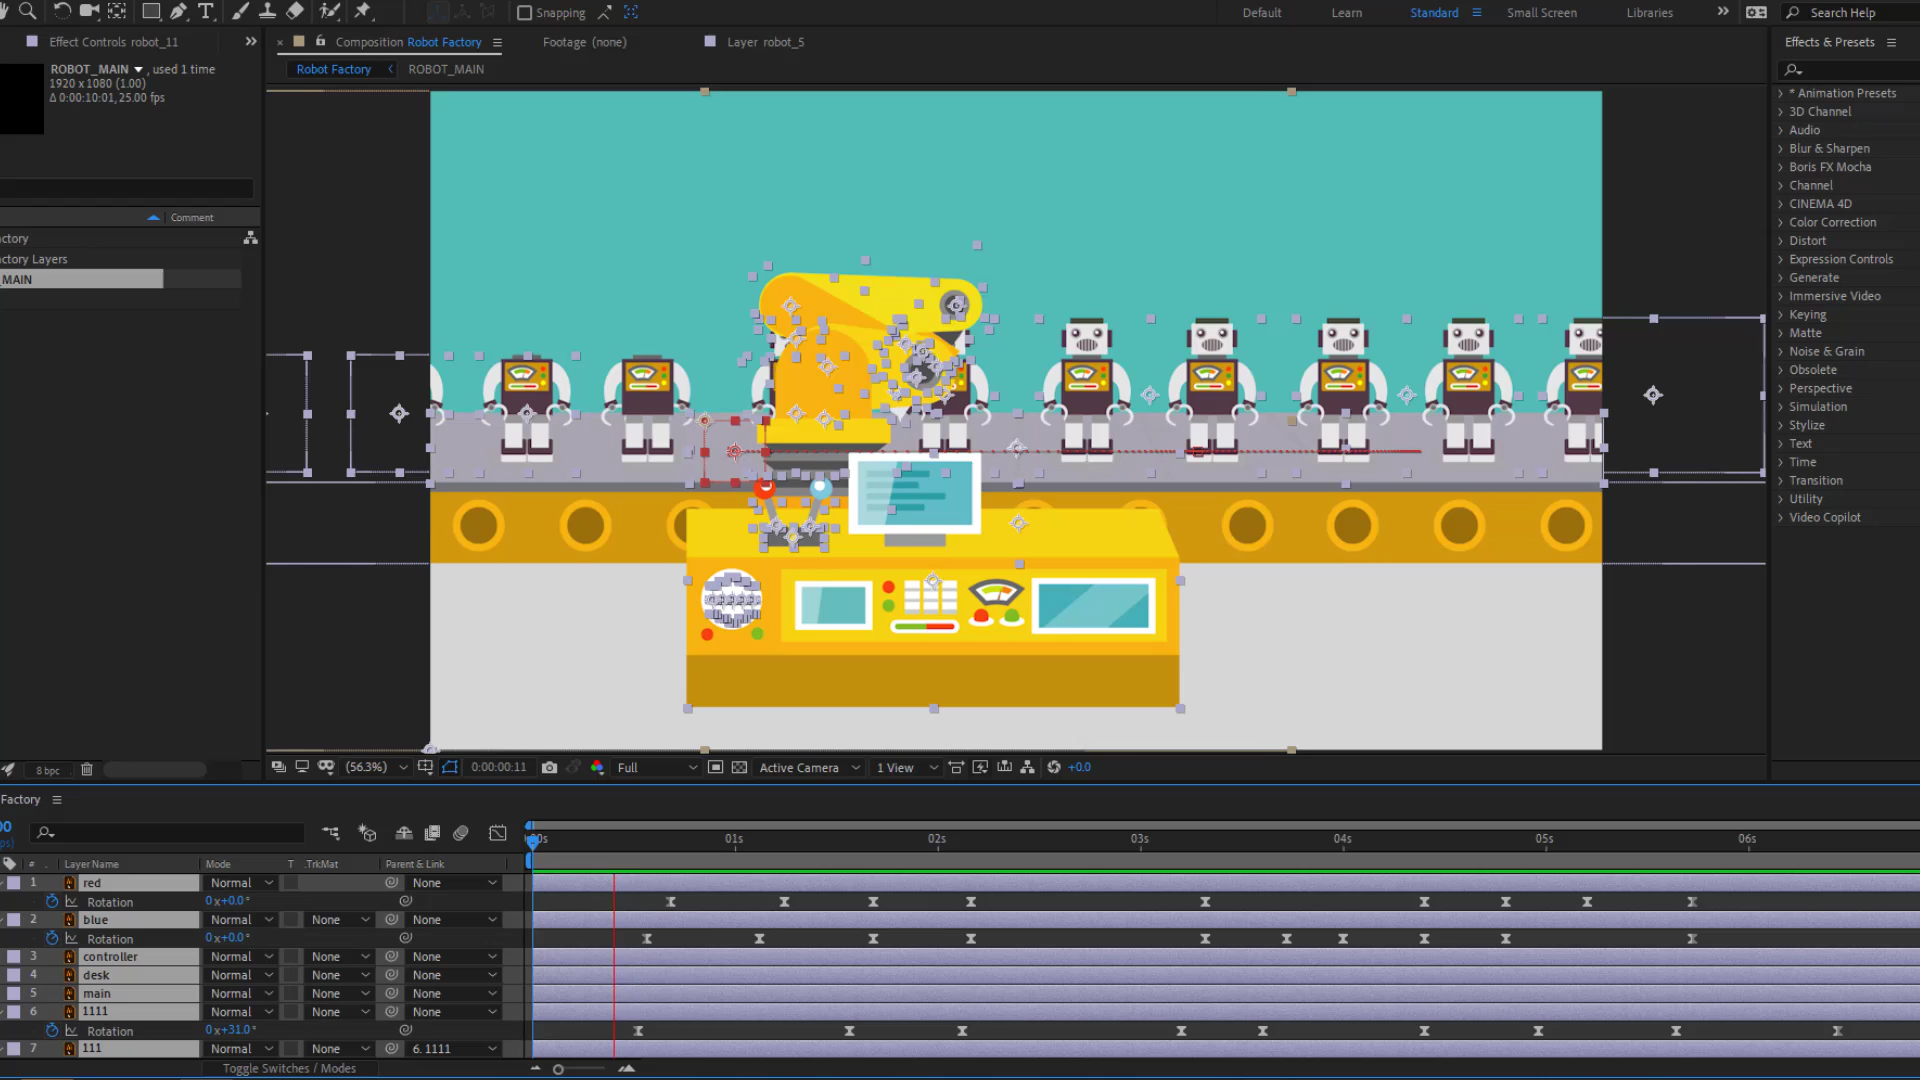 Snapping
Default
Learn
Standard
Small Screen
Libraries
Search Help
Effect Controls robot_11
Composition Robot Factory
Footage (none)
Layer robot_5
Effects & Presets
ROBOT_MAIN , used 1 time
1920 x 1080 (1.00)
Δ 0:00:10:01, 25.00 fps
Robot Factory
ROBOT_MAIN
* Animation Presets
3D Channel
Audio
Blur & Sharpen
Boris FX Mocha
Channel
CINEMA 4D
Color Correction
Distort
Expression Controls
Generate
Immersive Video
Keying
Matte
Noise & Grain
Obsolete
Perspective
Simulation
Stylize
Text
Time
Transition
Utility
Video Copilot
Comment
ctory
ctory Layers
_MAIN
8 bpc
(56.3%)
0:00:00:11
Full
Active Camera
1 View
+0.0
Factory
00
ps)
:00s
01s
02s
03s
04s
05s
06s
# . Layer Name Mode T .TrkMat Parent & Link
1 red Normal None
Rotation 0 x+0.0°
2 blue Normal None None
Rotation 0 x+0.0°
3 controller Normal None None
4 desk Normal None None
5 main Normal None None
6 1111 Normal None None
Rotation 0 x+31.0°
7 111 Normal None 6. 1111
Toggle Switches / Modes